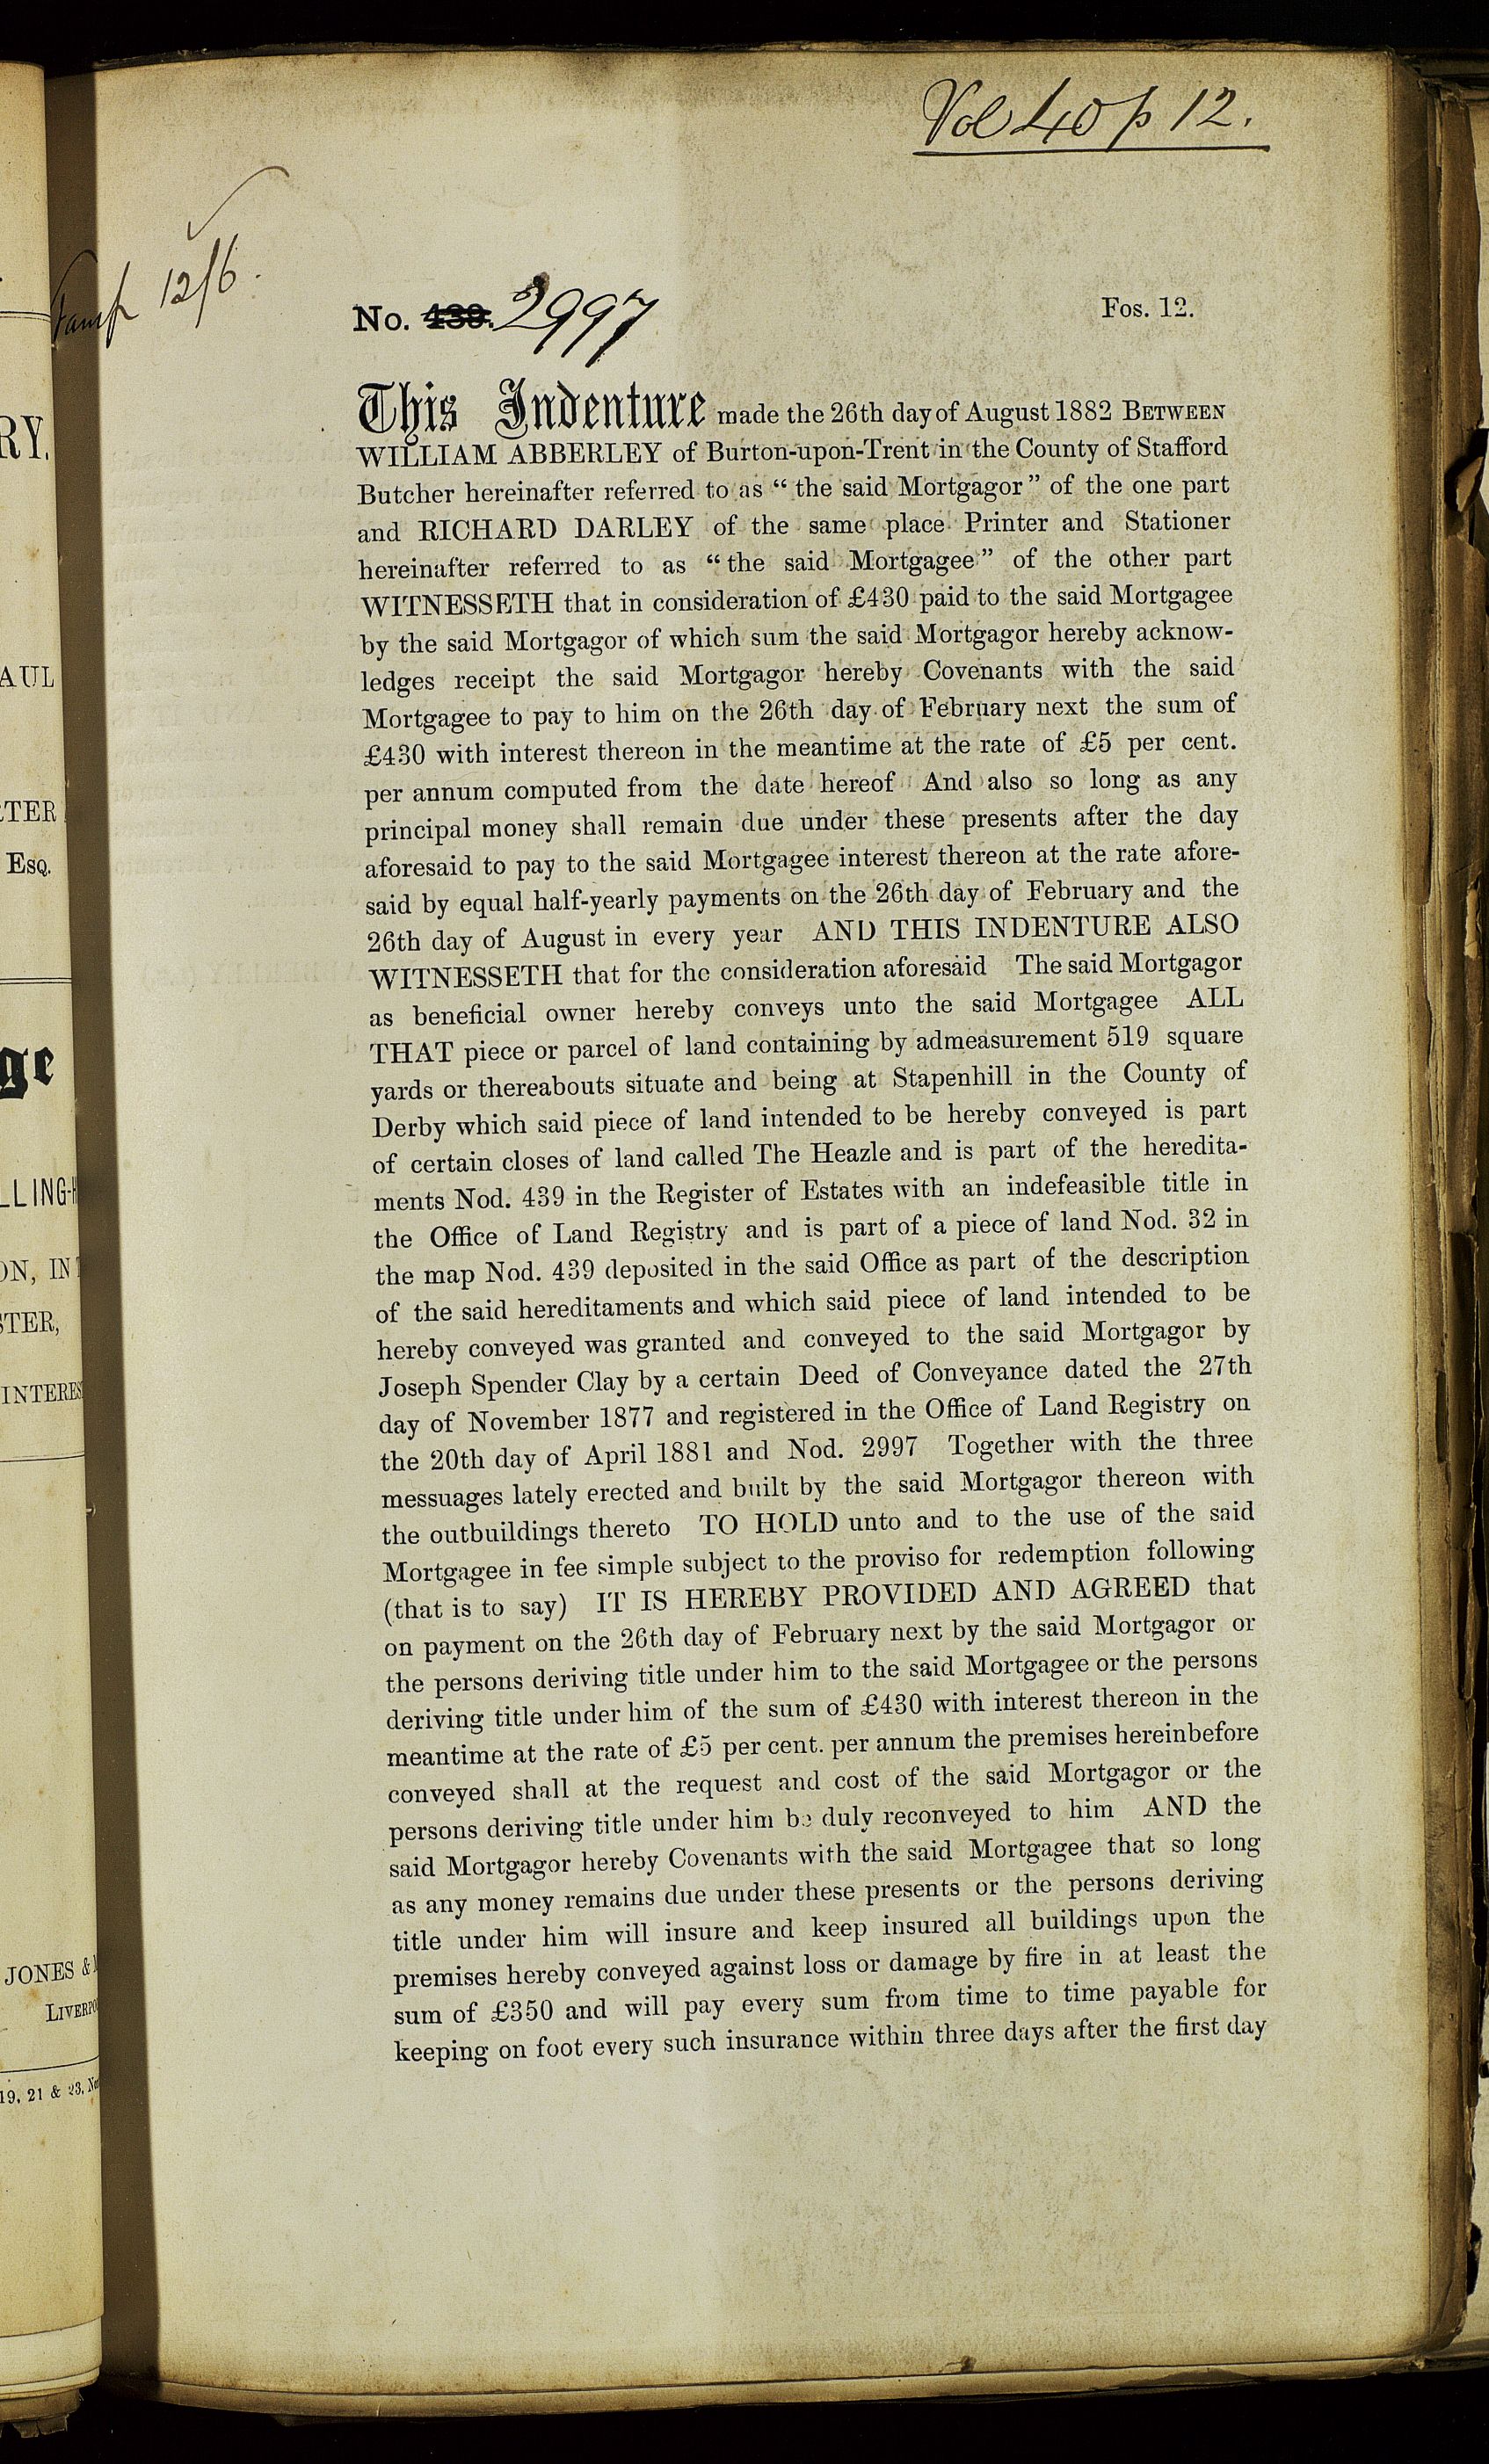 Vol 40 p 12.
Stamp 12/6.
No. 439. 2997
Fos. 12.
This Indenture made the 26th day of August 1882 BETWEEN
WILLIAM ABBERLEY of Burton-upon-Trent in the County of Stafford
Butcher hereinafter referred to as “the said Mortgagor” of the one part
and RICHARD DARLEY of the same place Printer and Stationer
hereinafter referred to as “the said Mortgagee” of the other part
WITNESSETH that in consideration of £430 paid to the said Mortgagee
by the said Mortgagor of which sum the said Mortgagor hereby acknow-
ledges receipt the said Mortgagor hereby Covenants with the said
Mortgagee to pay to him on the 26th day of February next the sum of
£430 with interest thereon in the meantime at the rate of £5 per cent.
per annum computed from the date hereof And also so long as any
principal money shall remain due under these presents after the day
aforesaid to pay to the said Mortgagee interest thereon at the rate afore-
said by equal half-yearly payments on the 26th day of February and the
26th day of August in every year AND THIS INDENTURE ALSO
WITNESSETH that for the consideration aforesaid The said Mortgagor
as beneficial owner hereby conveys unto the said Mortgagee ALL
THAT piece or parcel of land containing by admeasurement 519 square
yards or thereabouts situate and being at Stapenhill in the County of
Derby which said piece of land intended to be hereby conveyed is part
of certain closes of land called The Heazle and is part of the heredita-
ments Nod. 439 in the Register of Estates with an indefeasible title in
the Office of Land Registry and is part of a piece of land Nod. 32 in
the map Nod. 439 deposited in the said Office as part of the description
of the said hereditaments and which said piece of land intended to be
hereby conveyed was granted and conveyed to the said Mortgagor by
Joseph Spender Clay by a certain Deed of Conveyance dated the 27th
day of November 1877 and registered in the Office of Land Registry on
the 20th day of April 1881 and Nod. 2997 Together with the three
messuages lately erected and built by the said Mortgagor thereon with
the outbuildings thereto TO HOLD unto and to the use of the said
Mortgagee in fee simple subject to the proviso for redemption following
(that is to say) IT IS HEREBY PROVIDED AND AGREED that
on payment on the 26th day of February next by the said Mortgagor or
the persons deriving title under him to the said Mortgagee or the persons
deriving title under him of the sum of £430 with interest thereon in the
meantime at the rate of £5 per cent. per annum the premises hereinbefore
conveyed shall at the request and cost of the said Mortgagor or the
persons deriving title under him be duly reconveyed to him AND the
said Mortgagor hereby Covenants with the said Mortgagee that so long
as any money remains due under these presents or the persons deriving
title under him will insure and keep insured all buildings upon the
premises hereby conveyed against loss or damage by fire in at least the
sum of £350 and will pay every sum from time to time payable for
keeping on foot every such insurance within three days after the first day
RY.
AUL
TER
Esq.
ge
LLING-H
ON, IN
STER,
INTERES
JONES &
LIVERPO
19, 21 & 23,